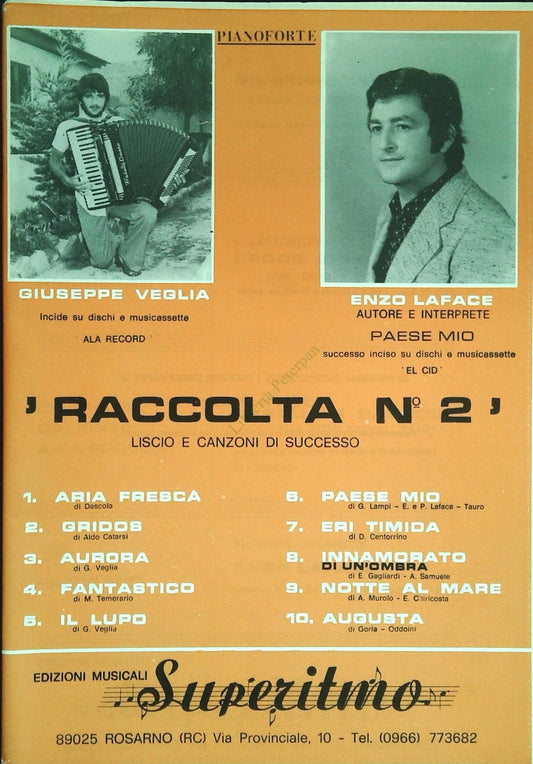 PIANOFORTE
GIUSEPPE VEGLIA
Incide su dischi e musicassette
' ALA RECORD '
ENZO LAFACE
AUTORE E INTERPRETE
PAESE MIO
successo inciso su dischi e musicassette
' EL CID '
Libreria Peterpan
' RACCOLTA Nº 2 '
LISCIO E CANZONI DI SUCCESSO
1. ARIA FRESCA
di Dascola
2. GRIDOS
di Aldo Catarsi
3. AURORA
di G. Veglia
4. FANTASTICO
di M. Temorario
5. IL LUPO
di G. Veglia
6. PAESE MIO
di G. Lampi - E. e P. Laface - Tauro
7. ERI TIMIDA
di D. Centorrino
8. INNAMORATO
DI UN'OMBRA
di E. Gagliardi - A. Samuele
9. NOTTE AL MARE
di A. Murolo - E. Chiricosta
10. AUGUSTA
di Gorla - Oddoini
EDIZIONI MUSICALI
Superitmo
89025 ROSARNO (RC) Via Provinciale, 10 - Tel. (0966) 773682